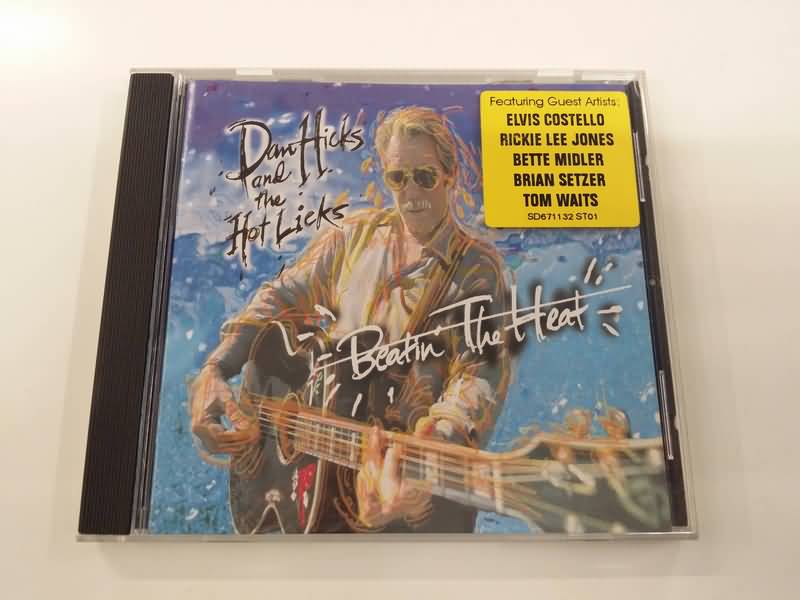 Dan Hicks
and
the
Hot Licks
Featuring Guest Artists:
ELVIS COSTELLO
RICKIE LEE JONES
BETTE MIDLER
BRIAN SETZER
TOM WAITS
SD671132 ST01
Beatin' The Heat